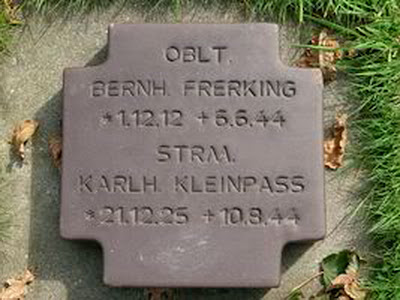 OBLT.
BERNH. FRERKING
*1.12.12 +6.6.44
STRM.
KARLH. KLEINPASS
*21.12.25 +10.8.44